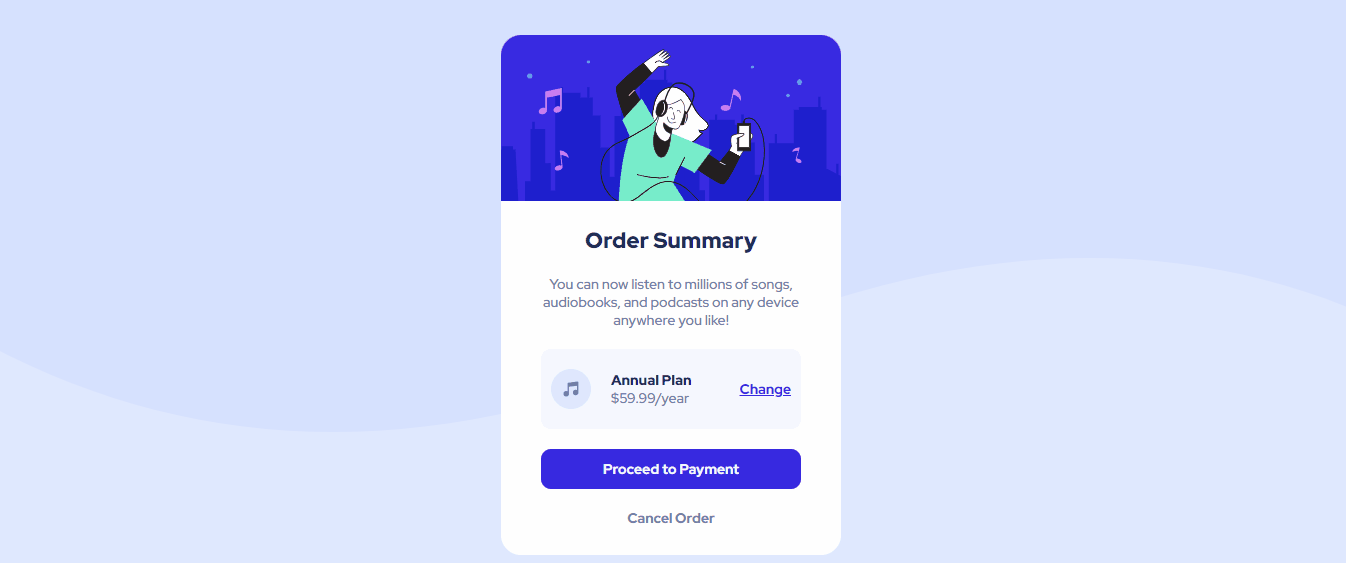 Order Summary
You can now listen to millions of songs,
audiobooks, and podcasts on any device
anywhere you like!
Annual Plan
$59.99/year
Change
Proceed to Payment
Cancel Order